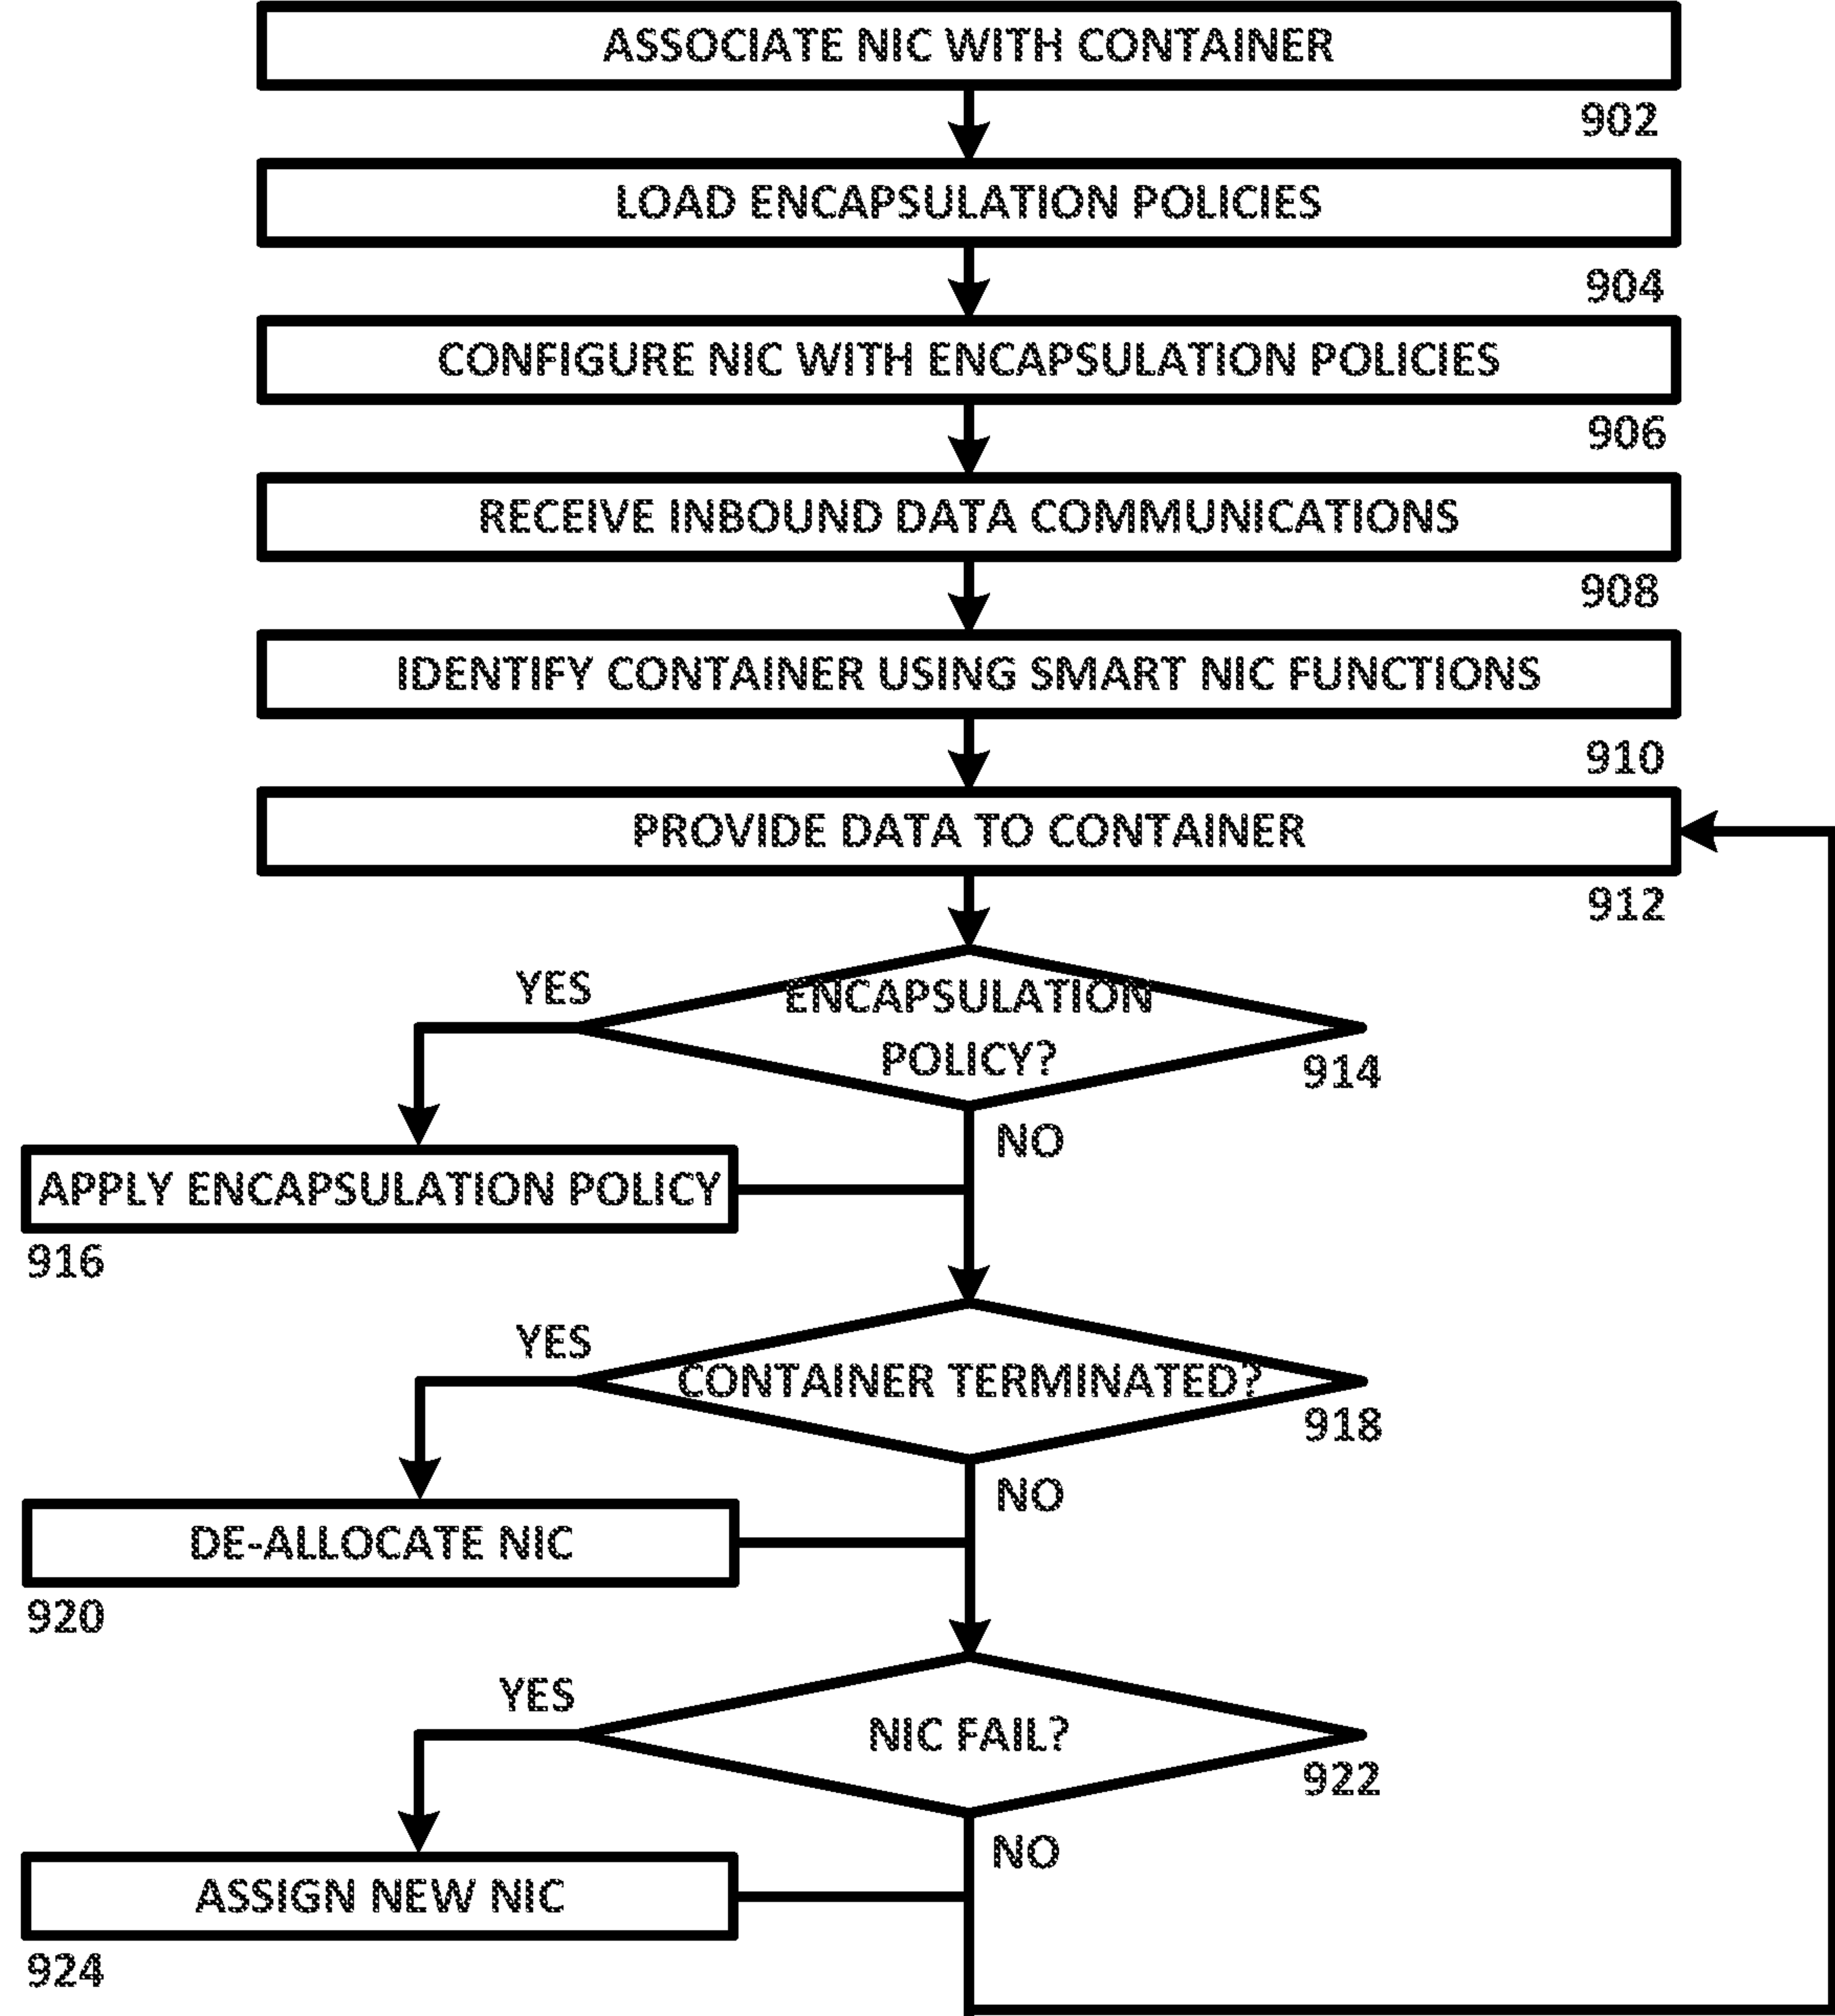 ASSOCIATE NIC WITH CONTAINER
902
LOAD ENCAPSULATION POLICIES
904
CONFIGURE NIC WITH ENCAPSULATION POLICIES
906
RECEIVE INBOUND DATA COMMUNICATIONS
908
IDENTIFY CONTAINER USING SMART NIC FUNCTIONS
910
PROVIDE DATA TO CONTAINER
912
YES
ENCAPSULATION
POLICY?
914
NO
APPLY ENCAPSULATION POLICY
916
YES
CONTAINER TERMINATED?
918
NO
DE-ALLOCATE NIC
920
YES
NIC FAIL?
922
NO
ASSIGN NEW NIC
924